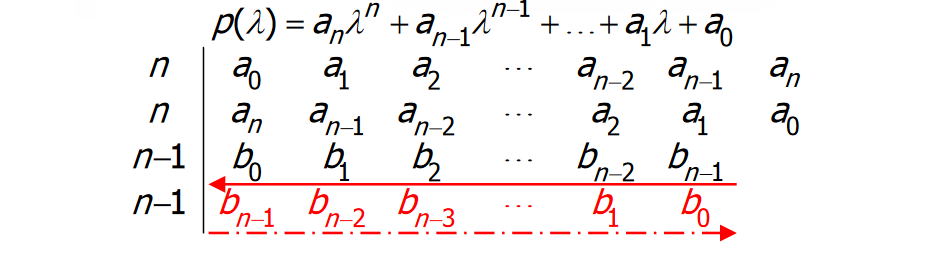 p(λ) = aₙλⁿ + aₙ₋₁λⁿ⁻¹ + ... + a₁λ + a₀
n a₀ a₁ a₂ ... aₙ₋₂ aₙ₋₁ aₙ
n aₙ aₙ₋₁ aₙ₋₂ ... a₂ a₁ a₀
n–1 b₀ b₁ b₂ ... bₙ₋₂ bₙ₋₁
n–1 bₙ₋₁ bₙ₋₂ bₙ₋₃ ... b₁ b₀